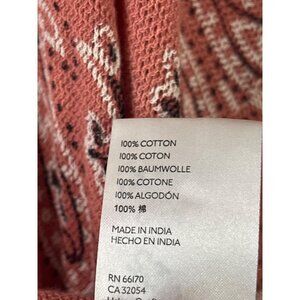 100% COTTON
100% COTON
100% BAUMWOLLE
100% COTONE
100% ALGODÓN
100% 棉
MADE IN INDIA
HECHO EN INDIA
RN 66170
CA 32054